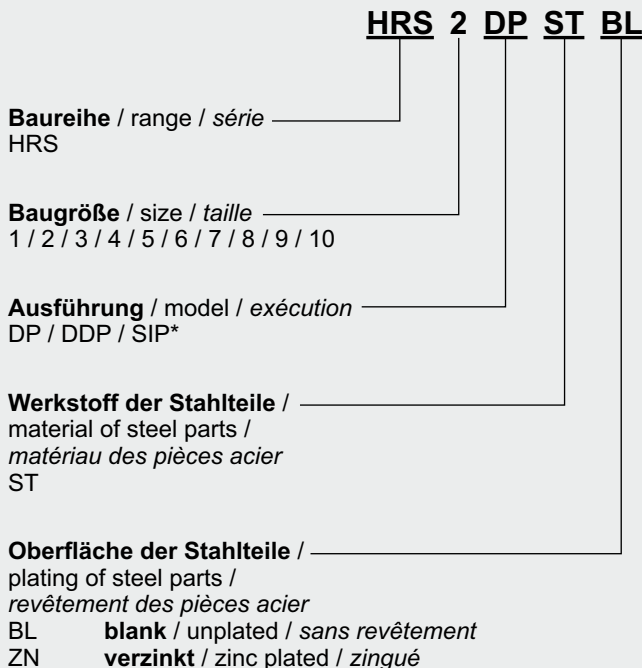 HRS 2 DP ST BL
Baureihe / range / série
HRS
Baugröße / size / taille
1 / 2 / 3 / 4 / 5 / 6 / 7 / 8 / 9 / 10
Ausführung / model / exécution
DP / DDP / SIP*
Werkstoff der Stahlteile /
material of steel parts /
matériau des pièces acier
ST
Oberfläche der Stahlteile /
plating of steel parts /
revêtement des pièces acier
BL blank / unplated / sans revêtement
ZN verzinkt / zinc plated / zingué